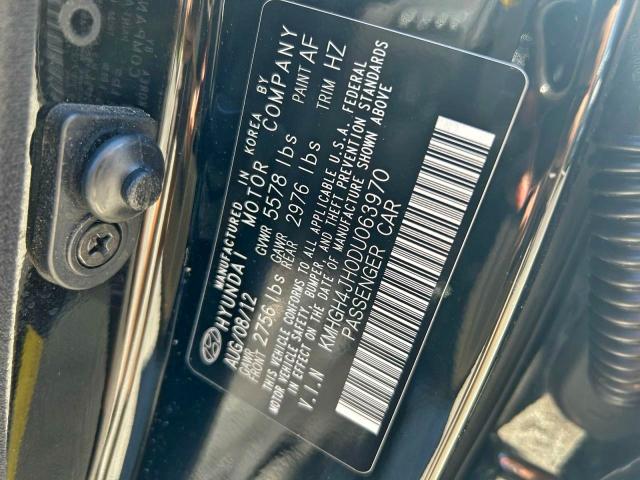 MANUFACTURED IN KOREA BY
HYUNDAI MOTOR COMPANY
AUG/08/12 GVWR 5578 lbs PAINT AF
GAWR FRONT 2756 lbs GAWR REAR 2976 lbs TRIM HZ
THIS VEHICLE CONFORMS TO ALL APPLICABLE U.S.A. FEDERAL
MOTOR VEHICLE SAFETY, BUMPER, AND THEFT PREVENTION STANDARDS
IN EFFECT ON THE DATE OF MANUFACTURE SHOWN ABOVE
V.I.N KMHGH4JH0DU063970
PASSENGER CAR